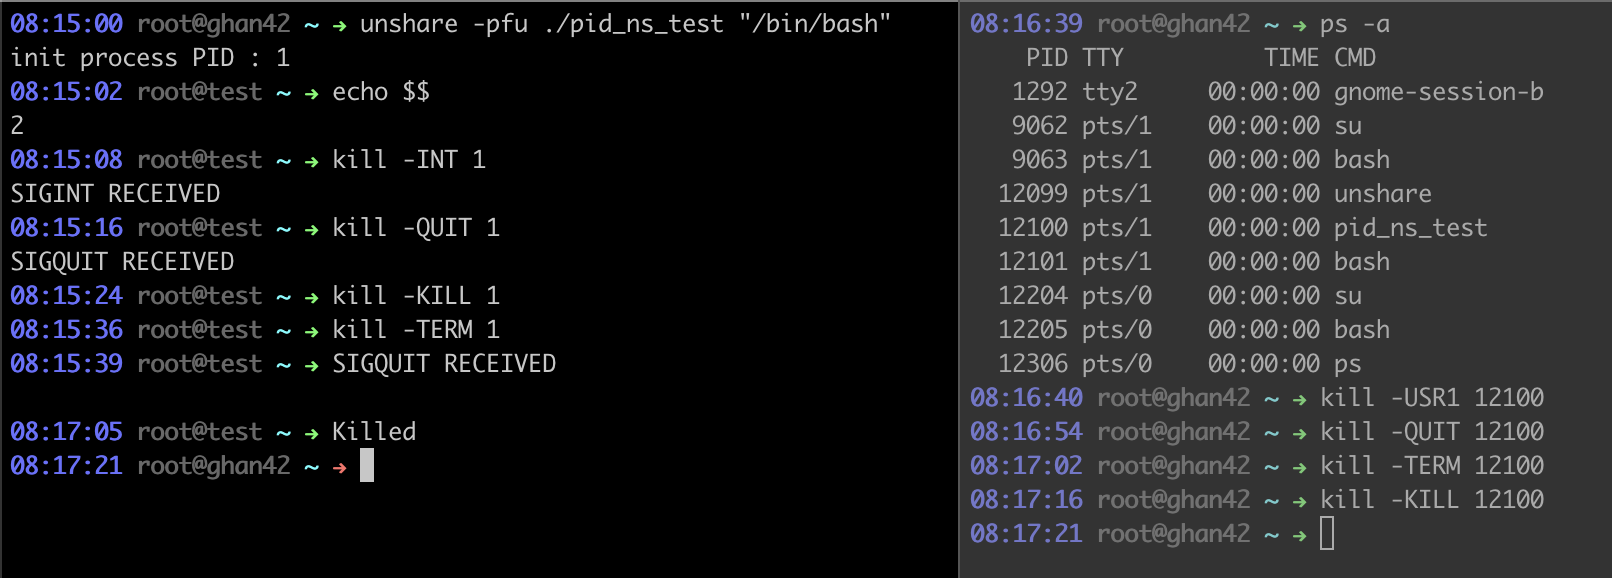 08:15:00 root@ghan42 ~ → unshare -pfu ./pid_ns_test "/bin/bash"
init process PID : 1
08:15:02 root@test ~ → echo $$
2
08:15:08 root@test ~ → kill -INT 1
SIGINT RECEIVED
08:15:16 root@test ~ → kill -QUIT 1
SIGQUIT RECEIVED
08:15:24 root@test ~ → kill -KILL 1
08:15:36 root@test ~ → kill -TERM 1
08:15:39 root@test ~ → SIGQUIT RECEIVED
08:17:05 root@test ~ → Killed
08:17:21 root@ghan42 ~ →
08:16:39 root@ghan42 ~ → ps -a
PID TTY TIME CMD
1292 tty2 00:00:00 gnome-session-b
9062 pts/1 00:00:00 su
9063 pts/1 00:00:00 bash
12099 pts/1 00:00:00 unshare
12100 pts/1 00:00:00 pid_ns_test
12101 pts/1 00:00:00 bash
12204 pts/0 00:00:00 su
12205 pts/0 00:00:00 bash
12306 pts/0 00:00:00 ps
08:16:40 root@ghan42 ~ → kill -USR1 12100
08:16:54 root@ghan42 ~ → kill -QUIT 12100
08:17:02 root@ghan42 ~ → kill -TERM 12100
08:17:16 root@ghan42 ~ → kill -KILL 12100
08:17:21 root@ghan42 ~ →